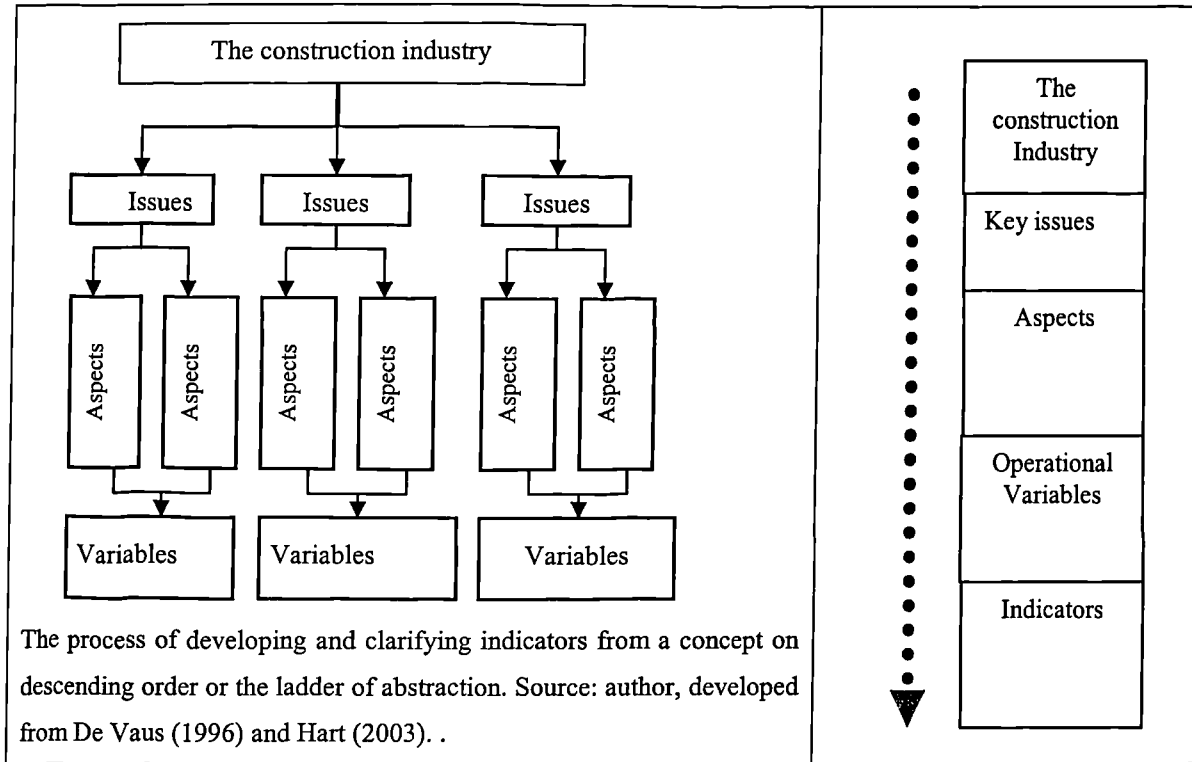 The construction industry
Issues
Issues
Issues
Aspects
Aspects
Aspects
Aspects
Aspects
Aspects
Variables
Variables
Variables
The process of developing and clarifying indicators from a concept on
descending order or the ladder of abstraction. Source: author, developed
from De Vaus (1996) and Hart (2003). .
The
construction
Industry
Key issues
Aspects
Operational
Variables
Indicators